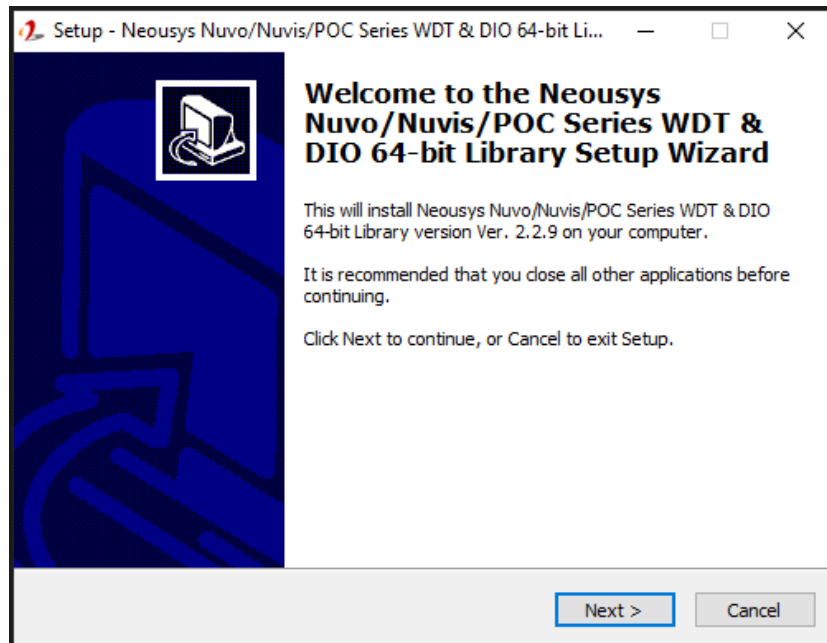 Setup - Neousys Nuvo/Nuvis/POC Series WDT & DIO 64-bit Li...
Welcome to the Neousys
Nuvo/Nuvis/POC Series WDT &
DIO 64-bit Library Setup Wizard
This will install Neousys Nuvo/Nuvis/POC Series WDT & DIO
64-bit Library version Ver. 2.2.9 on your computer.
It is recommended that you close all other applications before
continuing.
Click Next to continue, or Cancel to exit Setup.
Next >
Cancel